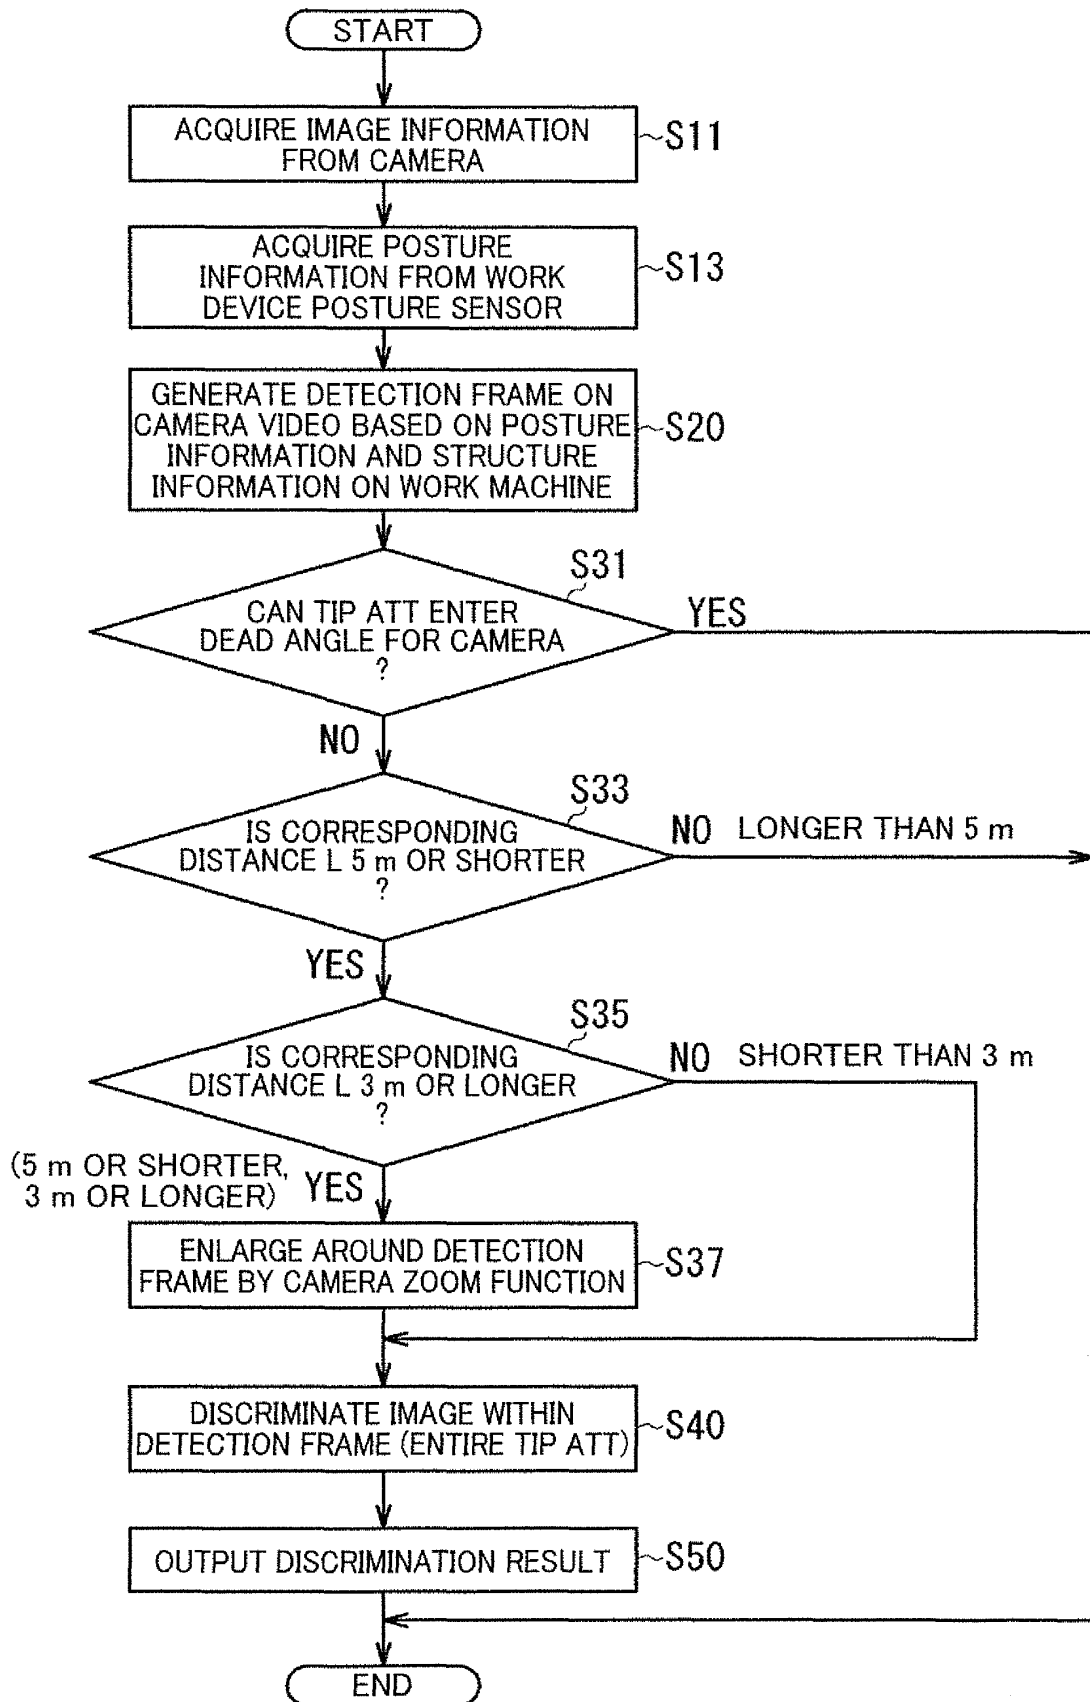 START
ACQUIRE IMAGE INFORMATION
FROM CAMERA
S11
ACQUIRE POSTURE
INFORMATION FROM WORK
DEVICE POSTURE SENSOR
S13
GENERATE DETECTION FRAME ON
CAMERA VIDEO BASED ON POSTURE
INFORMATION AND STRUCTURE
INFORMATION ON WORK MACHINE
S20
S31
CAN TIP ATT ENTER
DEAD ANGLE FOR CAMERA
?
YES
NO
S33
IS CORRESPONDING
DISTANCE L 5 m OR SHORTER
?
NO LONGER THAN 5 m
YES
S35
IS CORRESPONDING
DISTANCE L 3 m OR LONGER
?
NO SHORTER THAN 3 m
(5 m OR SHORTER,
3 m OR LONGER)
YES
ENLARGE AROUND DETECTION
FRAME BY CAMERA ZOOM FUNCTION
S37
DISCRIMINATE IMAGE WITHIN
DETECTION FRAME (ENTIRE TIP ATT)
S40
OUTPUT DISCRIMINATION RESULT
S50
END